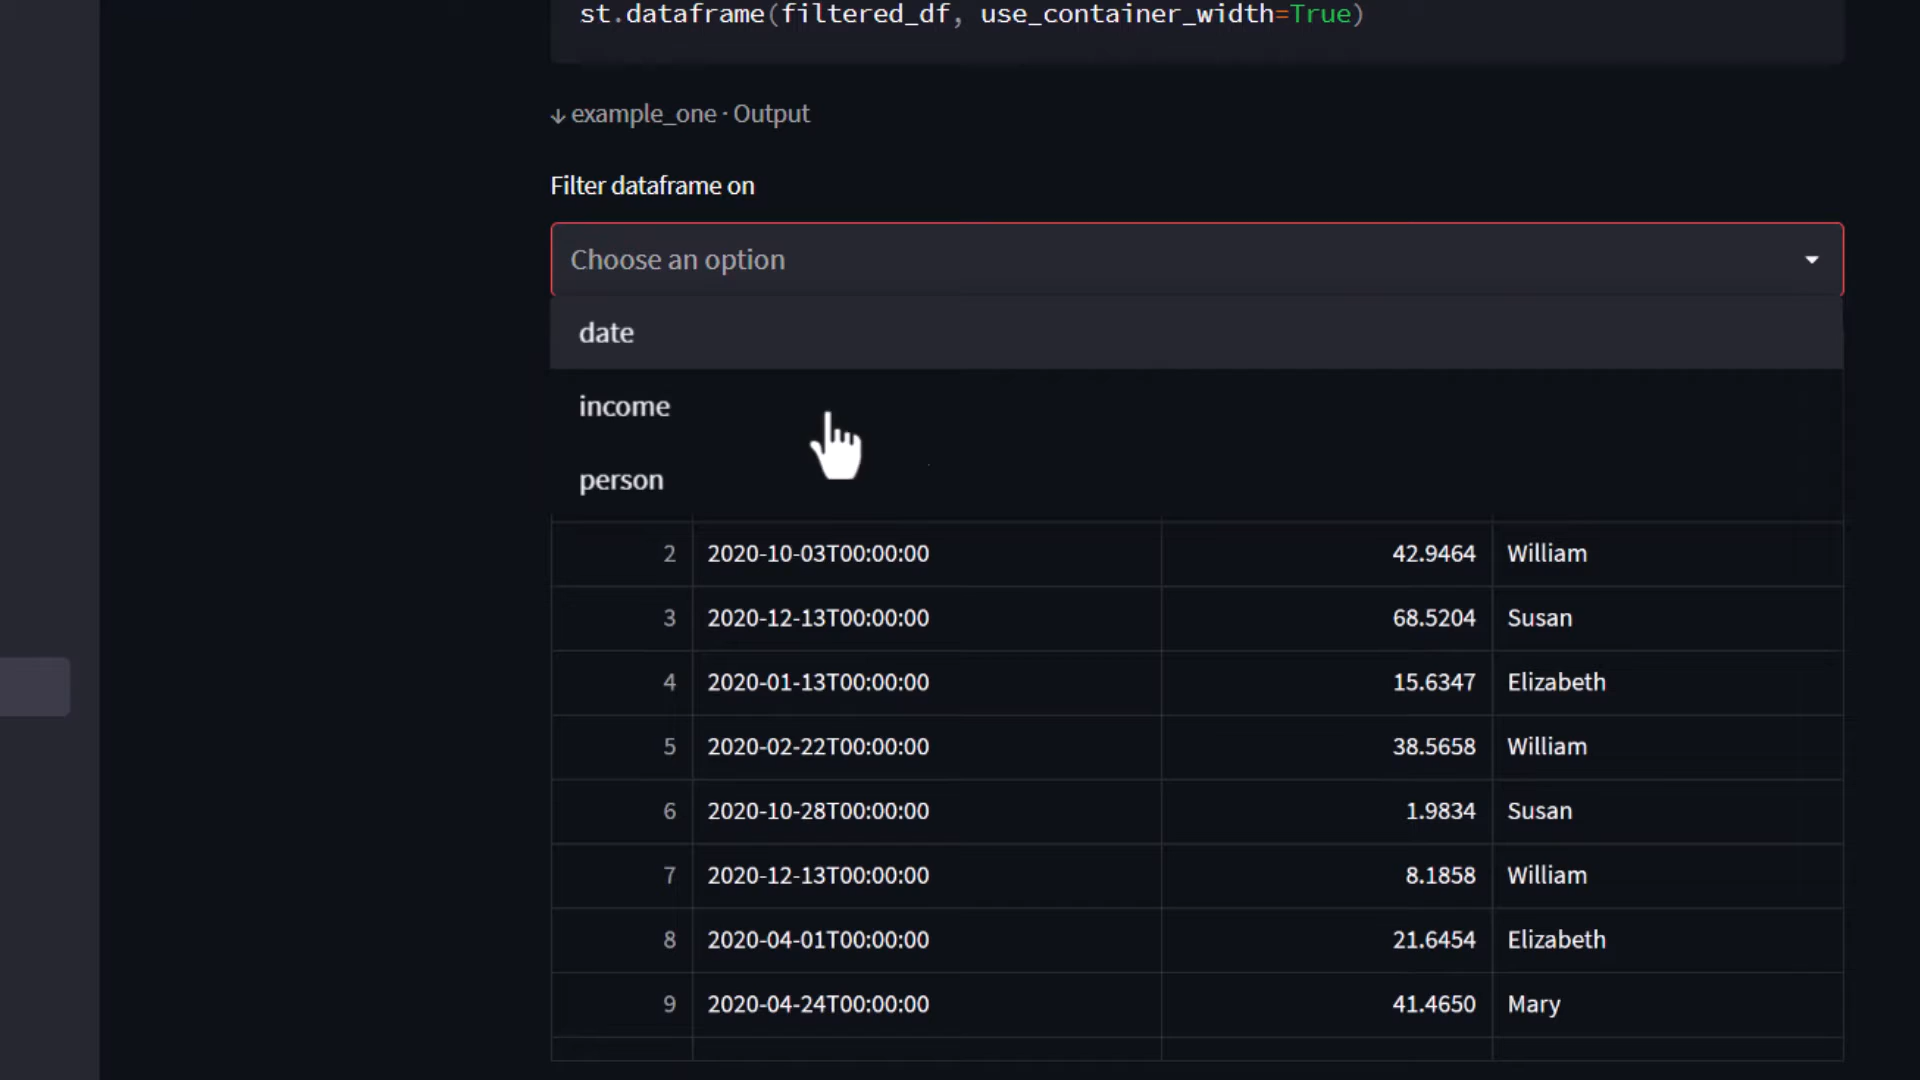 st.dataframe(filtered_df, use_container_width=True)
↓ example_one · Output
Filter dataframe on
Choose an option
date
income
person
2 2020-10-03T00:00:00 42.9464 William
3 2020-12-13T00:00:00 68.5204 Susan
4 2020-01-13T00:00:00 15.6347 Elizabeth
5 2020-02-22T00:00:00 38.5658 William
6 2020-10-28T00:00:00 1.9834 Susan
7 2020-12-13T00:00:00 8.1858 William
8 2020-04-01T00:00:00 21.6454 Elizabeth
9 2020-04-24T00:00:00 41.4650 Mary